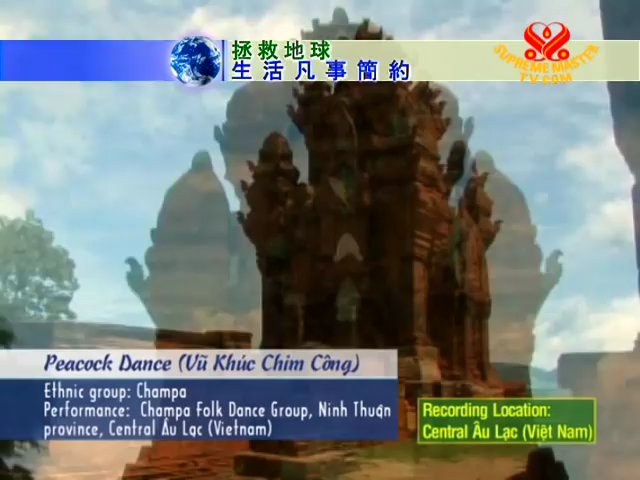 拯救地球
生活凡事簡約
SUPREME MASTER
TV.COM
Peacock Dance (Vũ Khúc Chim Công)
Ethnic group: Champa
Performance: Champa Folk Dance Group, Ninh Thuận
province, Central Âu Lạc (Vietnam)
Recording Location:
Central Âu Lạc (Việt Nam)